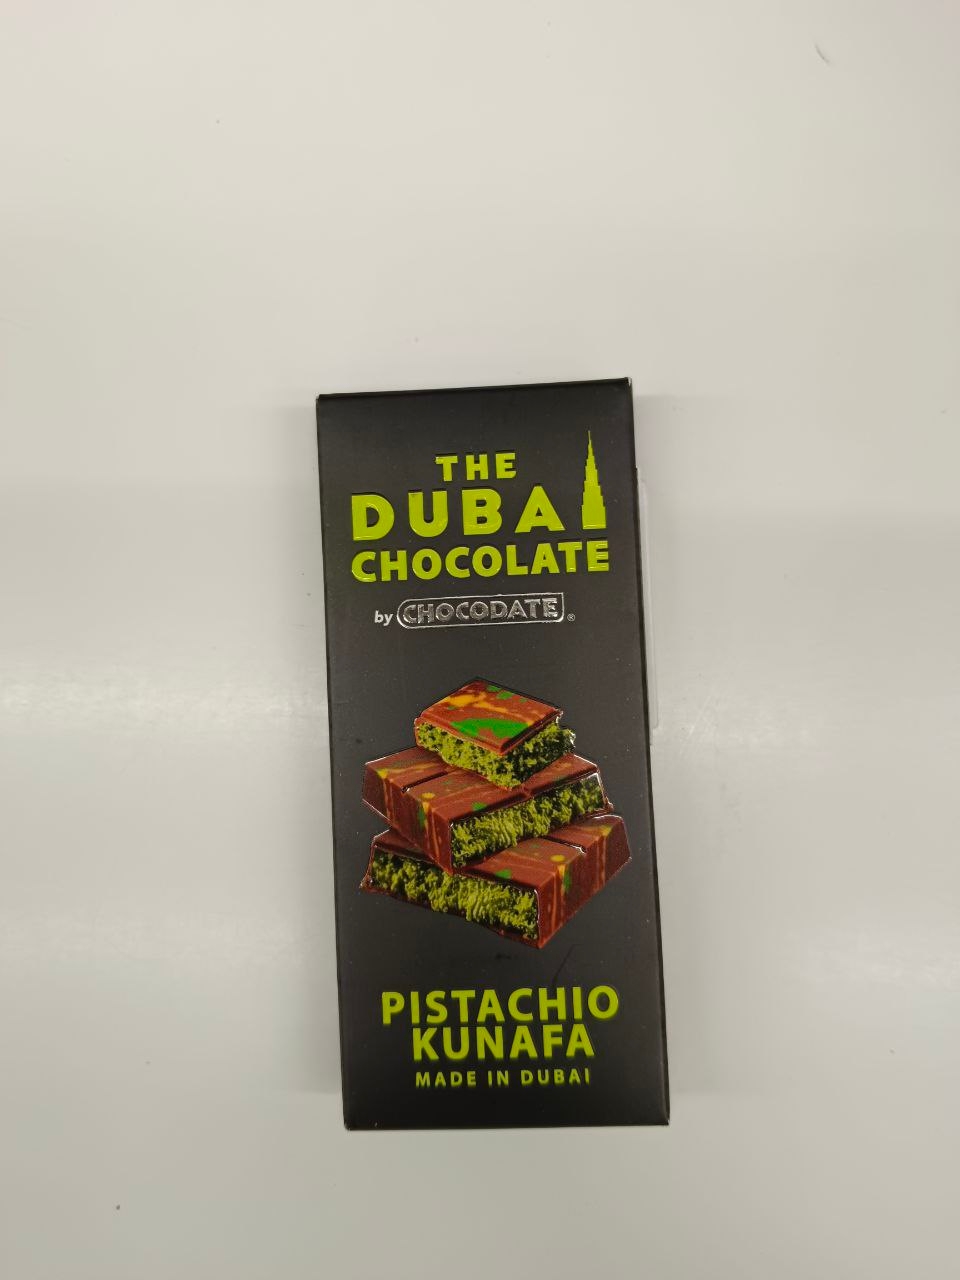 THE
DUBAI
CHOCOLATE
by CHOCODATE®
PISTACHIO
KUNAFA
MADE IN DUBAI